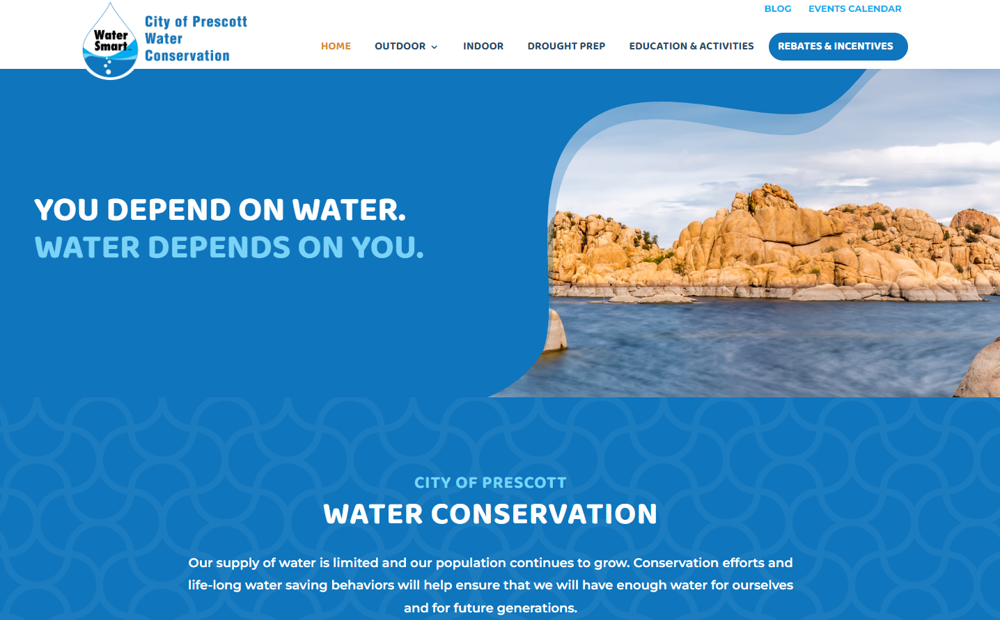 BLOG EVENTS CALENDAR
Water
Smart™
City of Prescott
Water
Conservation
HOME OUTDOOR INDOOR DROUGHT PREP EDUCATION & ACTIVITIES REBATES & INCENTIVES
YOU DEPEND ON WATER.
WATER DEPENDS ON YOU.
CITY OF PRESCOTT
WATER CONSERVATION
Our supply of water is limited and our population continues to grow. Conservation efforts and
life-long water saving behaviors will help ensure that we will have enough water for ourselves
and for future generations.